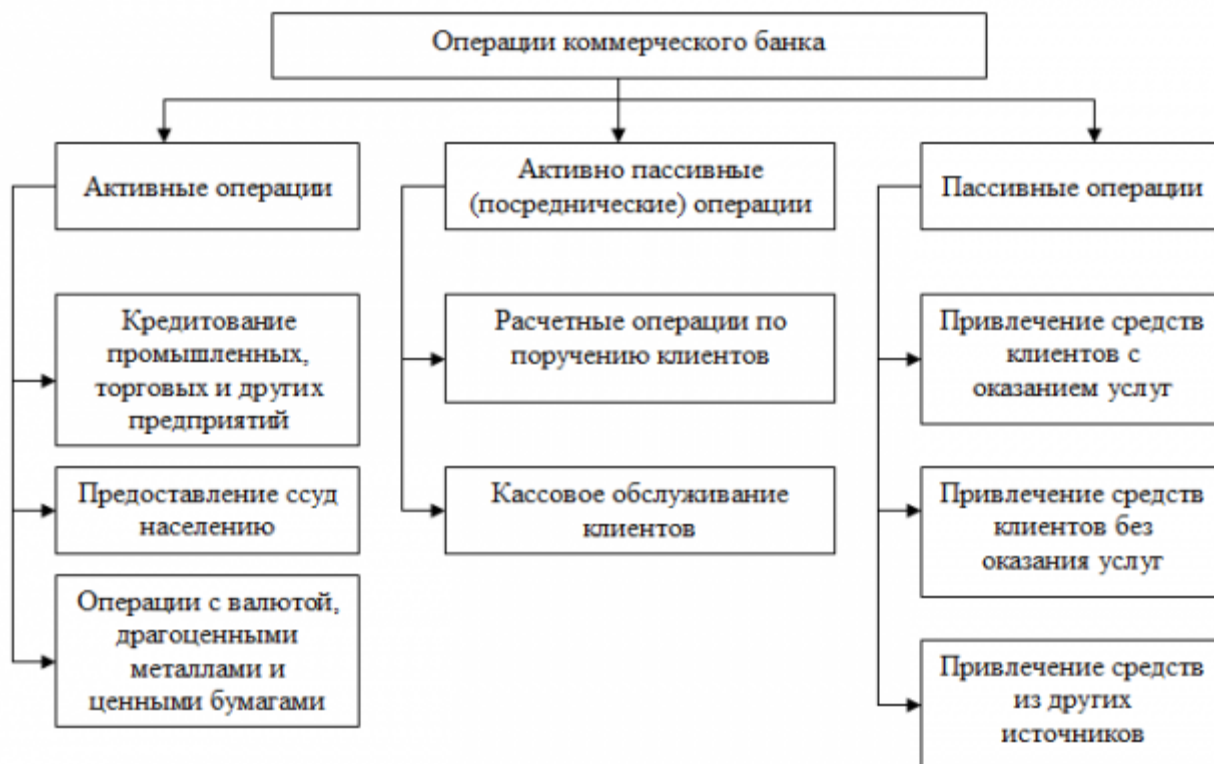 Операции коммерческого банка
Активные операции
Активно пассивные
(посреднические) операции
Пассивные операции
Кредитование
промышленных,
торговых и других
предприятий
Расчетные операции по
поручению клиентов
Привлечение средств
клиентов с
оказанием услуг
Предоставление ссуд
населению
Кассовое обслуживание
клиентов
Привлечение средств
клиентов без
оказания услуг
Операции с валютой,
драгоценными
металлами и
ценными бумагами
Привлечение средств
из других
источников